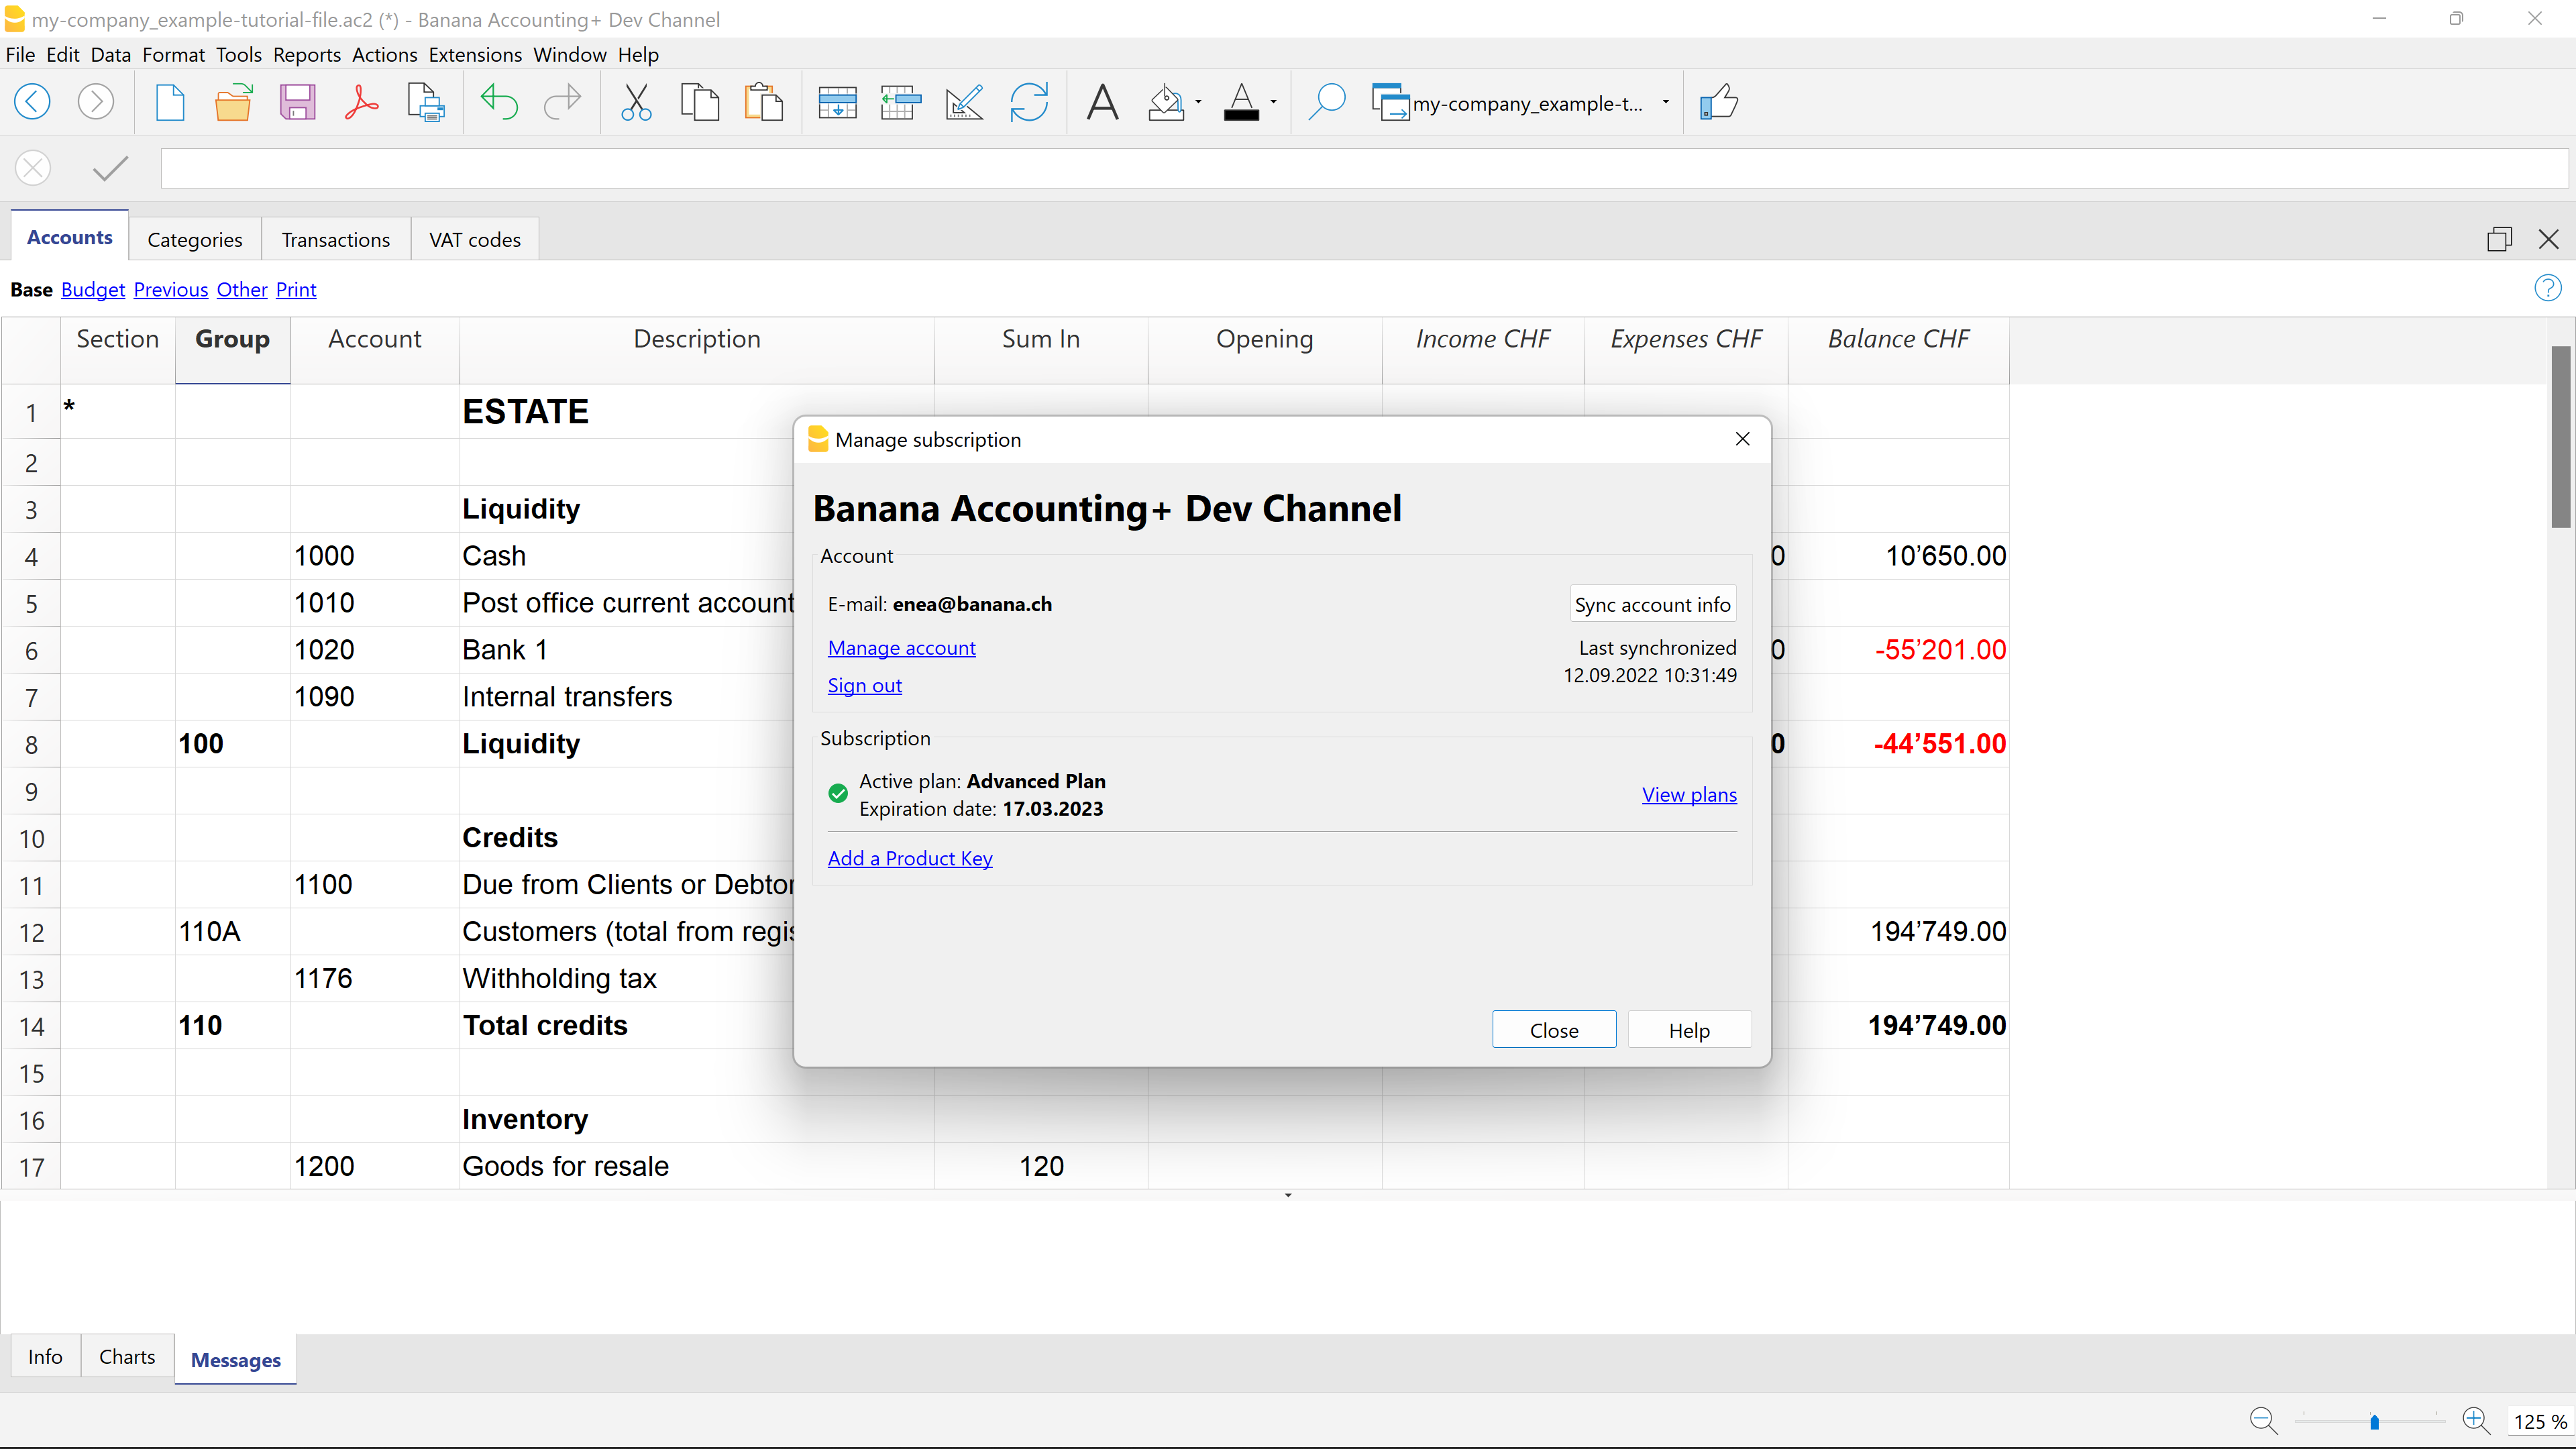 my-company_example-tutorial-file.ac2 (*) - Banana Accounting+ Dev Channel
File Edit Data Format Tools Reports Actions Extensions Window Help
my-company_example-t...
Accounts Categories Transactions VAT codes
Base Budget Previous Other Print
Section Group Account Description Sum In Opening Income CHF Expenses CHF Balance CHF
1 * ESTATE
2
3 Liquidity
4 1000 Cash 0 10’650.00
5 1010 Post office current account
6 1020 Bank 1 0 -55’201.00
7 1090 Internal transfers
8 100 Liquidity 0 -44’551.00
9
10 Credits
11 1100 Due from Clients or Debtor
12 110A Customers (total from regis 194’749.00
13 1176 Withholding tax
14 110 Total credits 194’749.00
15
16 Inventory
17 1200 Goods for resale 120
Manage subscription
Banana Accounting+ Dev Channel
Account
E-mail: enea@banana.ch Sync account info
Manage account Last synchronized
12.09.2022 10:31:49
Sign out
Subscription
Active plan: Advanced Plan
Expiration date: 17.03.2023
View plans
Add a Product Key
Close Help
Info Charts Messages
125 %